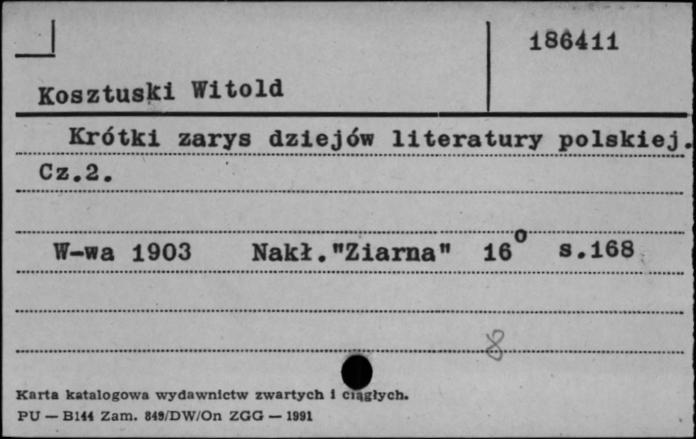 186411
Kosztuski Witold
Krótki zarys dziejów literatury polskiej.
Cz.2.
W-wa 1903 Nakł."Ziarna" 16° s.168
8
Karta katalogowa wydawnictw zwartych i ciągłych.
PU — B144 Zam. 849/DW/On ZGG — 1991